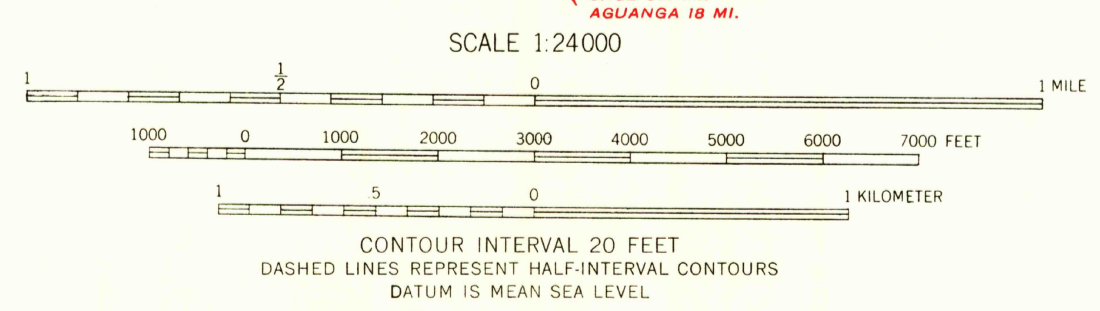 AGUANGA 18 MI.
SCALE 1:24000
1 1/2 0 1 MILE
1000 0 1000 2000 3000 4000 5000 6000 7000 FEET
1 .5 0 1 KILOMETER
CONTOUR INTERVAL 20 FEET
DASHED LINES REPRESENT HALF-INTERVAL CONTOURS
DATUM IS MEAN SEA LEVEL